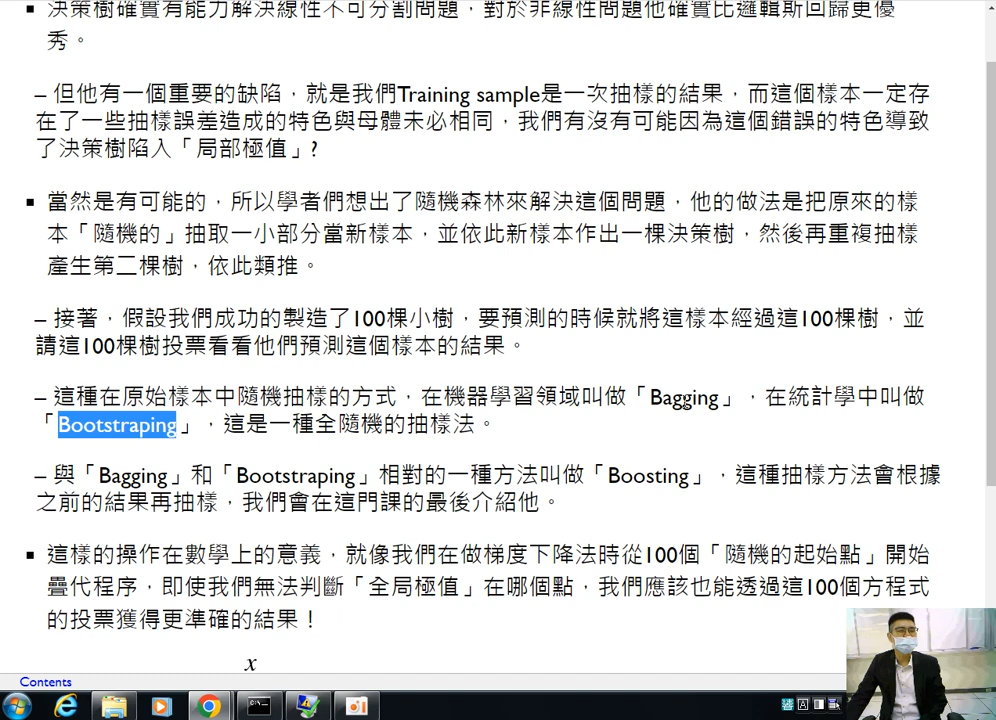 決策樹確實有能力解決線性不可分割問題，對於非線性問題他確實比邏輯斯回歸更優
秀。
– 但他有一個重要的缺陷，就是我們Training sample是一次抽樣的結果，而這個樣本一定存
在了一些抽樣誤差造成的特色與母體未必相同，我們有沒有可能因為這個錯誤的特色導致
了決策樹陷入「局部極值」?
當然是有可能的，所以學者們想出了隨機森林來解決這個問題，他的做法是把原來的樣
本「隨機的」抽取一小部分當新樣本，並依此新樣本作出一棵決策樹，然後再重複抽樣
產生第二棵樹，依此類推。
– 接著，假設我們成功的製造了100棵小樹，要預測的時候就將這樣本經過這100棵樹，並
請這100棵樹投票看看他們預測這個樣本的結果。
– 這種在原始樣本中隨機抽樣的方式，在機器學習領域叫做「Bagging」，在統計學中叫做
「Bootstraping」，這是一種全隨機的抽樣法。
– 與「Bagging」和「Bootstraping」相對的一種方法叫做「Boosting」，這種抽樣方法會根據
之前的結果再抽樣，我們會在這門課的最後介紹他。
這樣的操作在數學上的意義，就像我們在做梯度下降法時從100個「隨機的起始點」開始
疊代程序，即使我們無法判斷「全局極值」在哪個點，我們應該也能透過這100個方程式
的投票獲得更準確的結果！
x
Contents